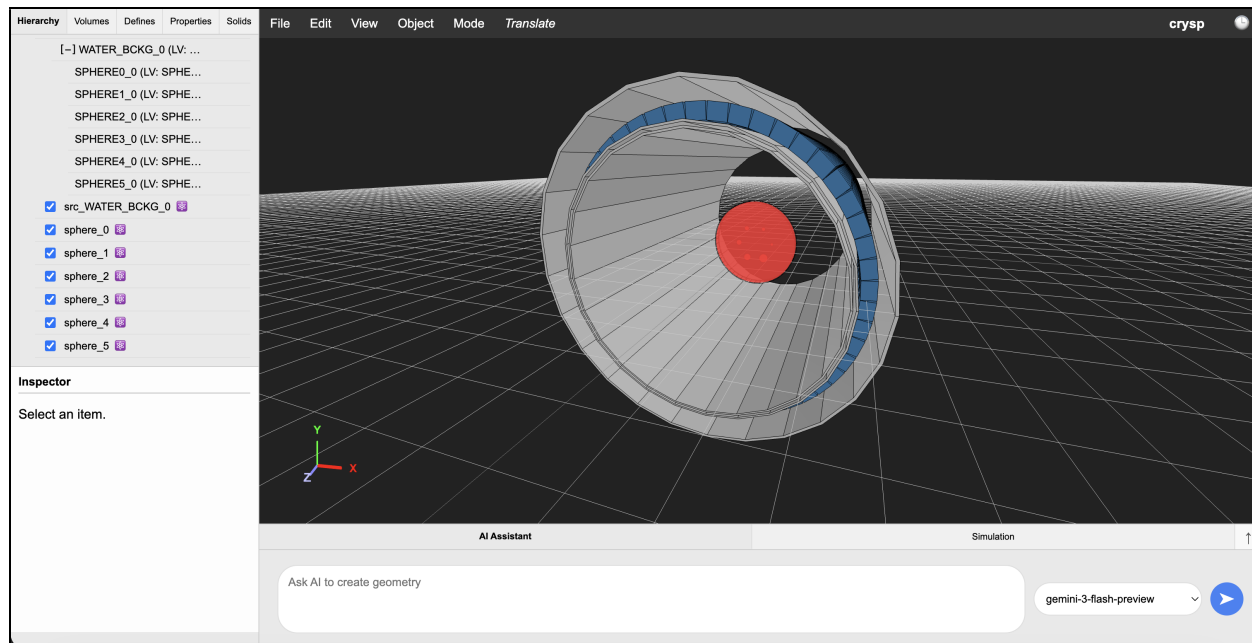 Hierarchy Volumes Defines Properties Solids
File Edit View Object Mode Translate crysp
[−] WATER_BCKG_0 (LV: ...
SPHERE0_0 (LV: SPHE...
SPHERE1_0 (LV: SPHE...
SPHERE2_0 (LV: SPHE...
SPHERE3_0 (LV: SPHE...
SPHERE4_0 (LV: SPHE...
SPHERE5_0 (LV: SPHE...
src_WATER_BCKG_0
sphere_0
sphere_1
sphere_2
sphere_3
sphere_4
sphere_5
Inspector
Select an item.
Y
X
Z
AI Assistant
Simulation
↑
Ask AI to create geometry
gemini-3-flash-preview